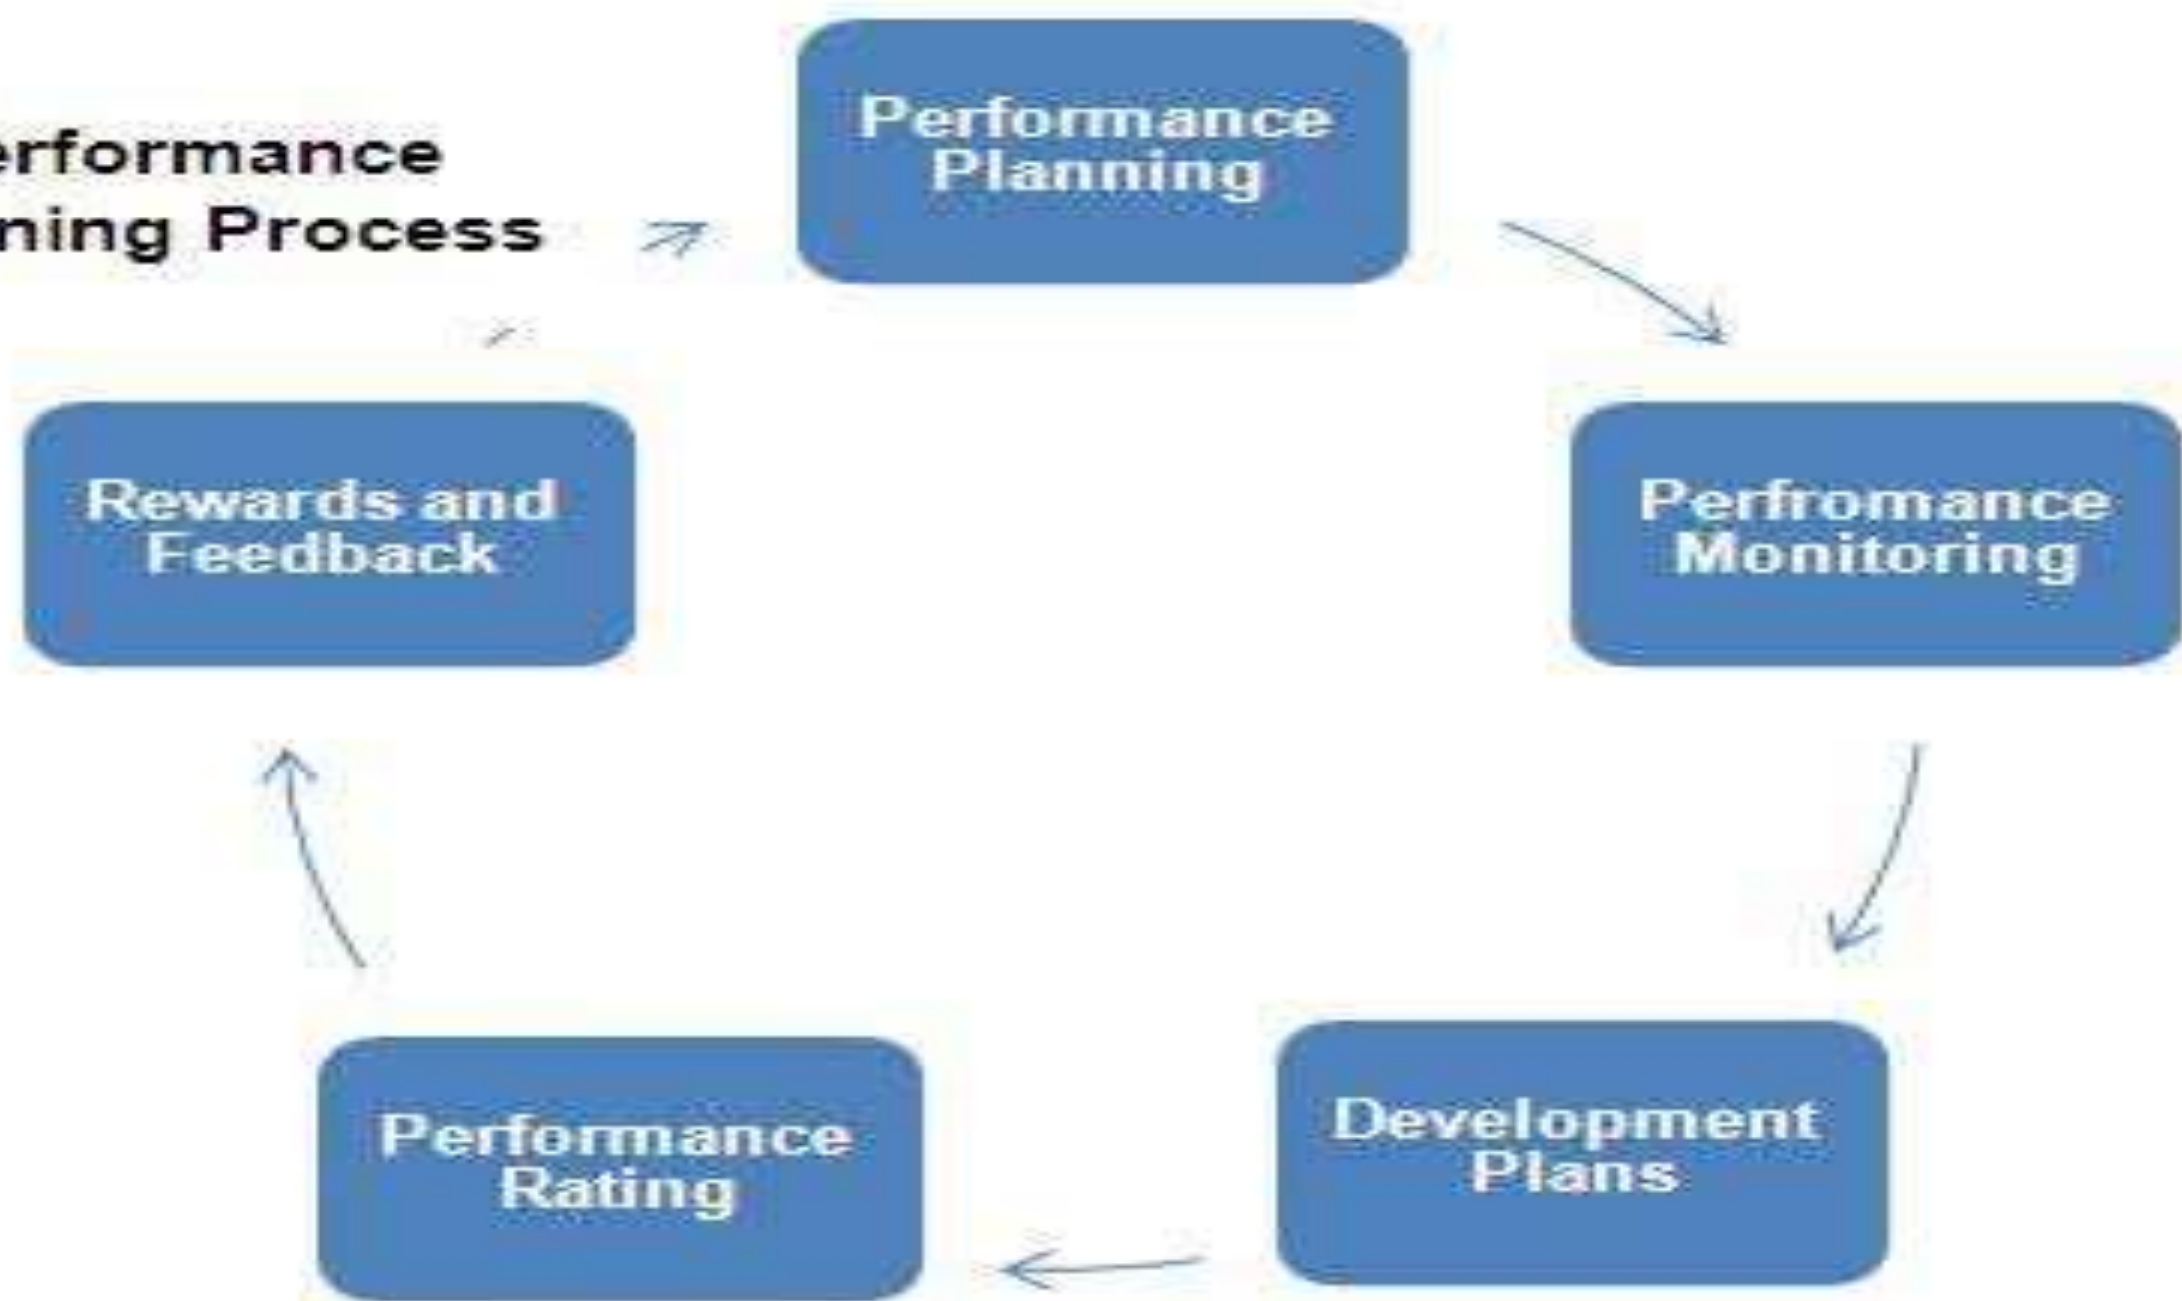 erformance
ning Process
Performance
Planning
Rewards and
Feedback
Perfromance
Monitoring
Performance
Rating
Development
Plans